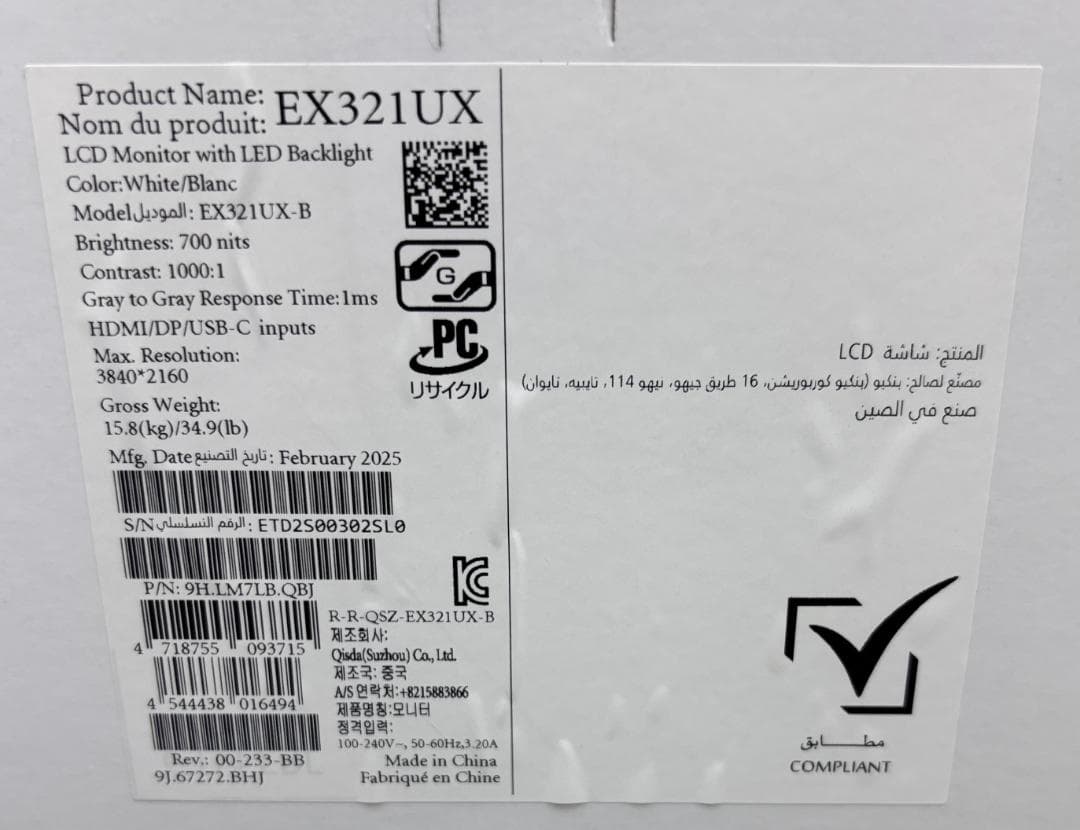 Product Name:
Nom du produit: EX321UX
LCD Monitor with LED Backlight
Color:White/Blanc
Model الموديل: EX321UX-B
Brightness: 700 nits
Contrast: 1000:1
Gray to Gray Response Time:1ms
HDMI/DP/USB-C inputs
Max. Resolution:
3840*2160
Gross Weight:
15.8(kg)/34.9(lb)
Mfg. Date تاريخ التصنيع: February 2025
S/N الرقم التسلسلي: ETD2S00302SL0
P/N: 9H.LM7LB.QBJ
4 718755 093715
4 544438 016494
Rev.: 00-233-BB
9J.67272.BHJ
G
PC
リサイクル
R-R-QSZ-EX321UX-B
제조회사:
Qisda(Suzhou) Co., Ltd.
제조국: 중국
A/S 연락처:+8215883866
제품명칭:모니터
정격입력:
100-240V~, 50-60Hz,3.20A
Made in China
Fabriqué en Chine
المنتج: شاشة LCD
مصنّع لصالح: بنكيو (بنكيو كوربوريشن، 16 طريق جيهو، نيهو 114, تايبيه، تايوان)
صنع في الصين
مطابق
COMPLIANT